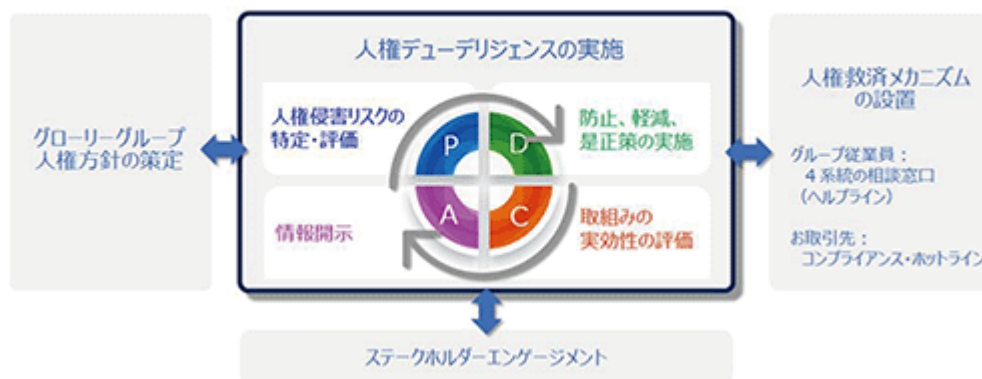 人権デューデリジェンスの実施
グローリーグループ
人権方針の策定
人権侵害リスクの
特定・評価
P
D
防止、軽減、
是正策の実施
情報開示
A
C
取組みの
実効性の評価
人権救済メカニズム
の設置
グループ従業員：
4系統の相談窓口
（ヘルプライン）
お取引先：
コンプライアンス・ホットライン
ステークホルダーエンゲージメント